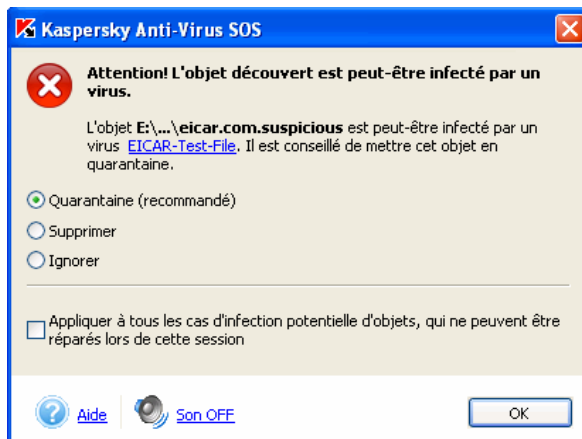 Kaspersky Anti-Virus SOS
Attention! L'objet découvert est peut-être infecté par un
virus.
L'objet E:\...\eicar.com.suspicious est peut-être infecté par un
virus EICAR-Test-File. Il est conseillé de mettre cet objet en
quarantaine.
Quarantaine (recommandé)
Supprimer
Ignorer
Appliquer à tous les cas d'infection potentielle d'objets, qui ne peuvent être
réparés lors de cette session
Aide
Son OFF
OK